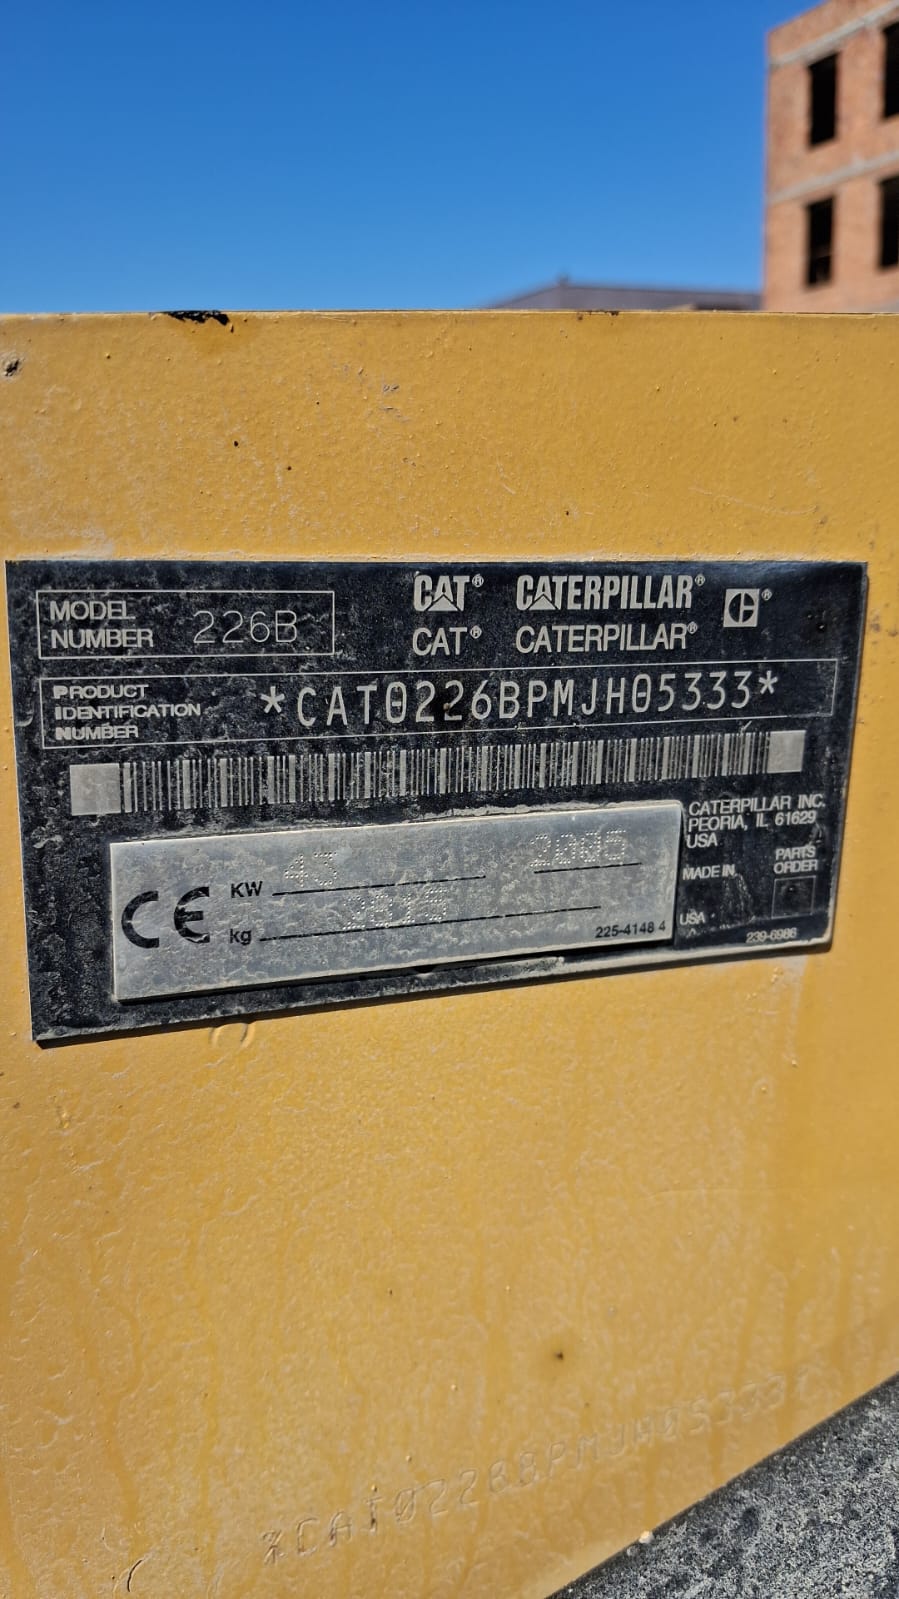 MODEL NUMBER 226B
CAT® CATERPILLAR®
CAT® CATERPILLAR®
PRODUCT IDENTIFICATION NUMBER *CAT0226BPMJH05333*
CATERPILLAR INC.
PEORIA, IL 61629
USA
MADE IN
USA
PARTS ORDER
239-6986
CE
KW 43 2005
kg 2615
225-4148 4